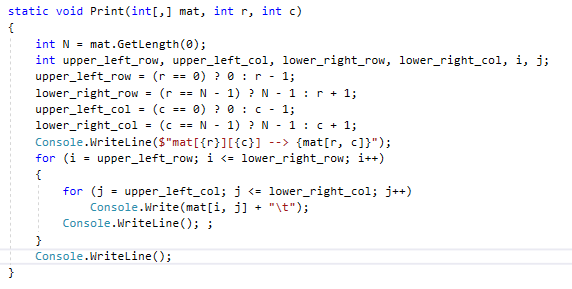 static void Print(int[,] mat, int r, int c)
{
    int N = mat.GetLength(0);
    int upper_left_row, upper_left_col, lower_right_row, lower_right_col, i, j;
    upper_left_row = (r == 0) ? 0 : r - 1;
    lower_right_row = (r == N - 1) ? N - 1 : r + 1;
    upper_left_col = (c == 0) ? 0 : c - 1;
    lower_right_col = (c == N - 1) ? N - 1 : c + 1;
    Console.WriteLine($"mat[{r}][{c}] --> {mat[r, c]}");
    for (i = upper_left_row; i <= lower_right_row; i++)
    {
        for (j = upper_left_col; j <= lower_right_col; j++)
            Console.Write(mat[i, j] + "\t");
        Console.WriteLine(); ;
    }
    Console.WriteLine();
}